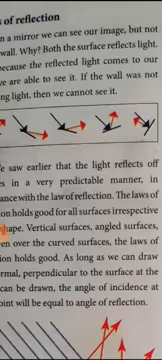 s of reflection
n a mirror we can see our image, but not
wall. Why? Both the surface reflects light.
because the reflected light comes to our
ve are able to see it. If the wall was not
ng light, then we cannot see it.
e saw earlier that the light reflects off
es in a very predictable manner, in
ance with the law of reflection. The laws of
on holds good for all surfaces irrespective
shape. Vertical surfaces, angled surfaces,
en over the curved surfaces, the laws of
ion holds good. As long as we can draw
rmal, perpendicular to the surface at the
can be drawn, the angle of incidence at
oint will be equal to angle of reflection.